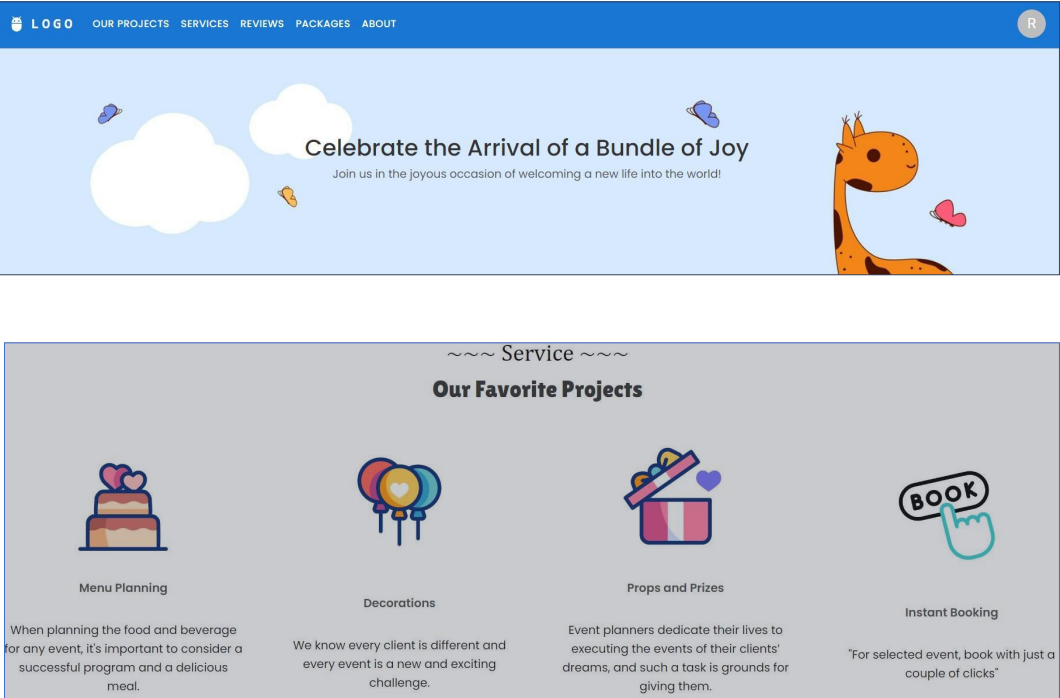 LOGO OUR PROJECTS SERVICES REVIEWS PACKAGES ABOUT R
Celebrate the Arrival of a Bundle of Joy
Join us in the joyous occasion of welcoming a new life into the world!
~~~ Service ~~~
Our Favorite Projects
BOOK
Menu Planning
When planning the food and beverage
for any event, it's important to consider a
successful program and a delicious
meal.
Decorations
We know every client is different and
every event is a new and exciting
challenge.
Props and Prizes
Event planners dedicate their lives to
executing the events of their clients'
dreams, and such a task is grounds for
giving them.
Instant Booking
"For selected event, book with just a
couple of clicks"